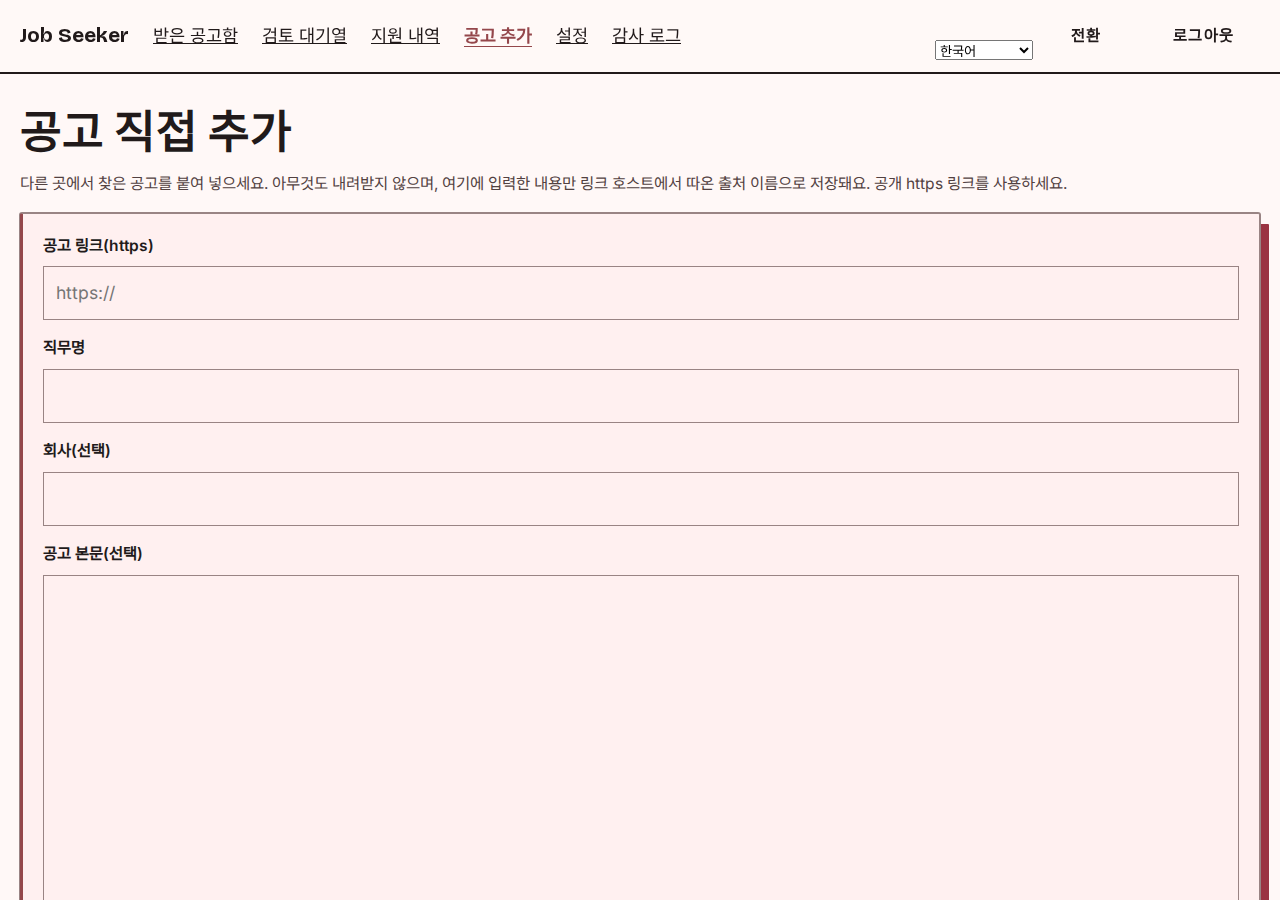 Job Seeker 받은 공고함 검토 대기열 지원 내역 공고 추가 설정 감사 로그 한국어 전환 로그아웃
공고 직접 추가
다른 곳에서 찾은 공고를 붙여 넣으세요. 아무것도 내려받지 않으며, 여기에 입력한 내용만 링크 호스트에서 따온 출처 이름으로 저장돼요. 공개 https 링크를 사용하세요.
공고 링크(https)
https://
직무명
회사(선택)
공고 본문(선택)